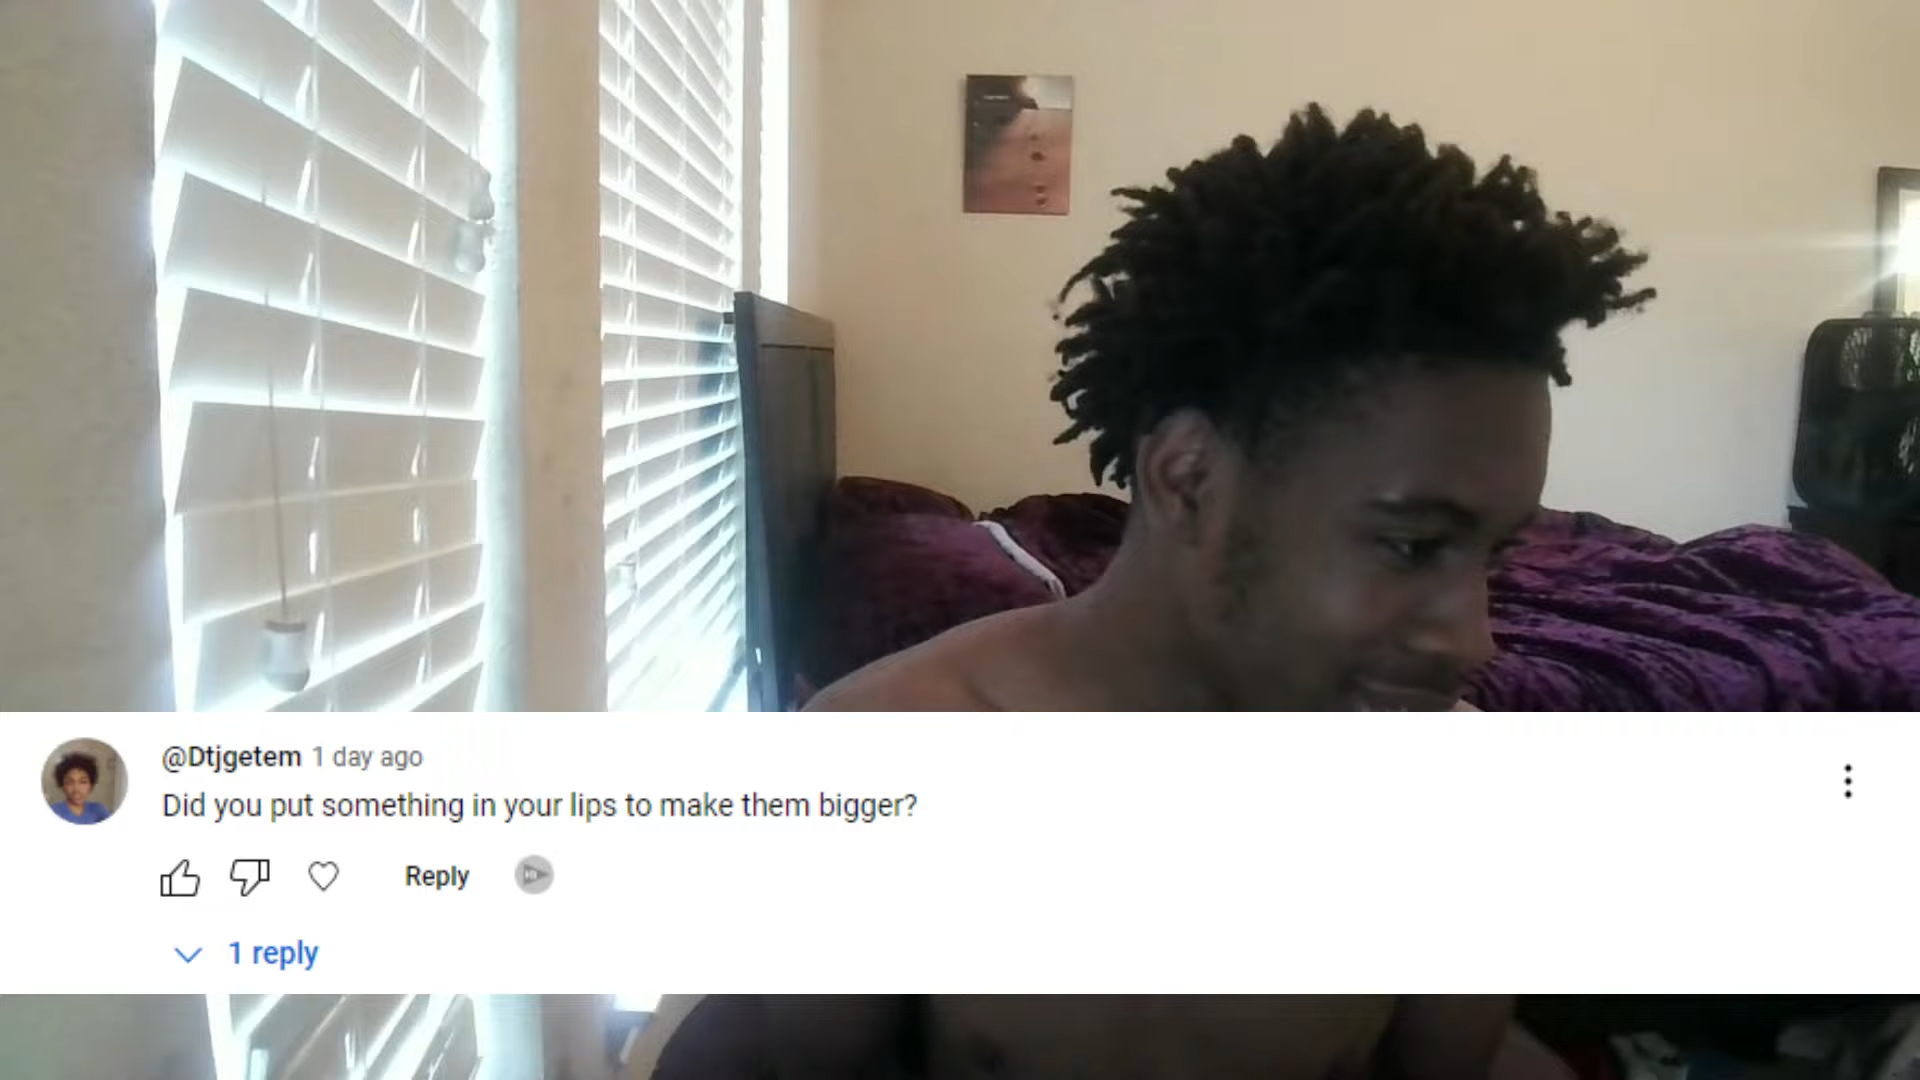 @Dtjgetem 1 day ago
Did you put something in your lips to make them bigger?
Reply
1 reply